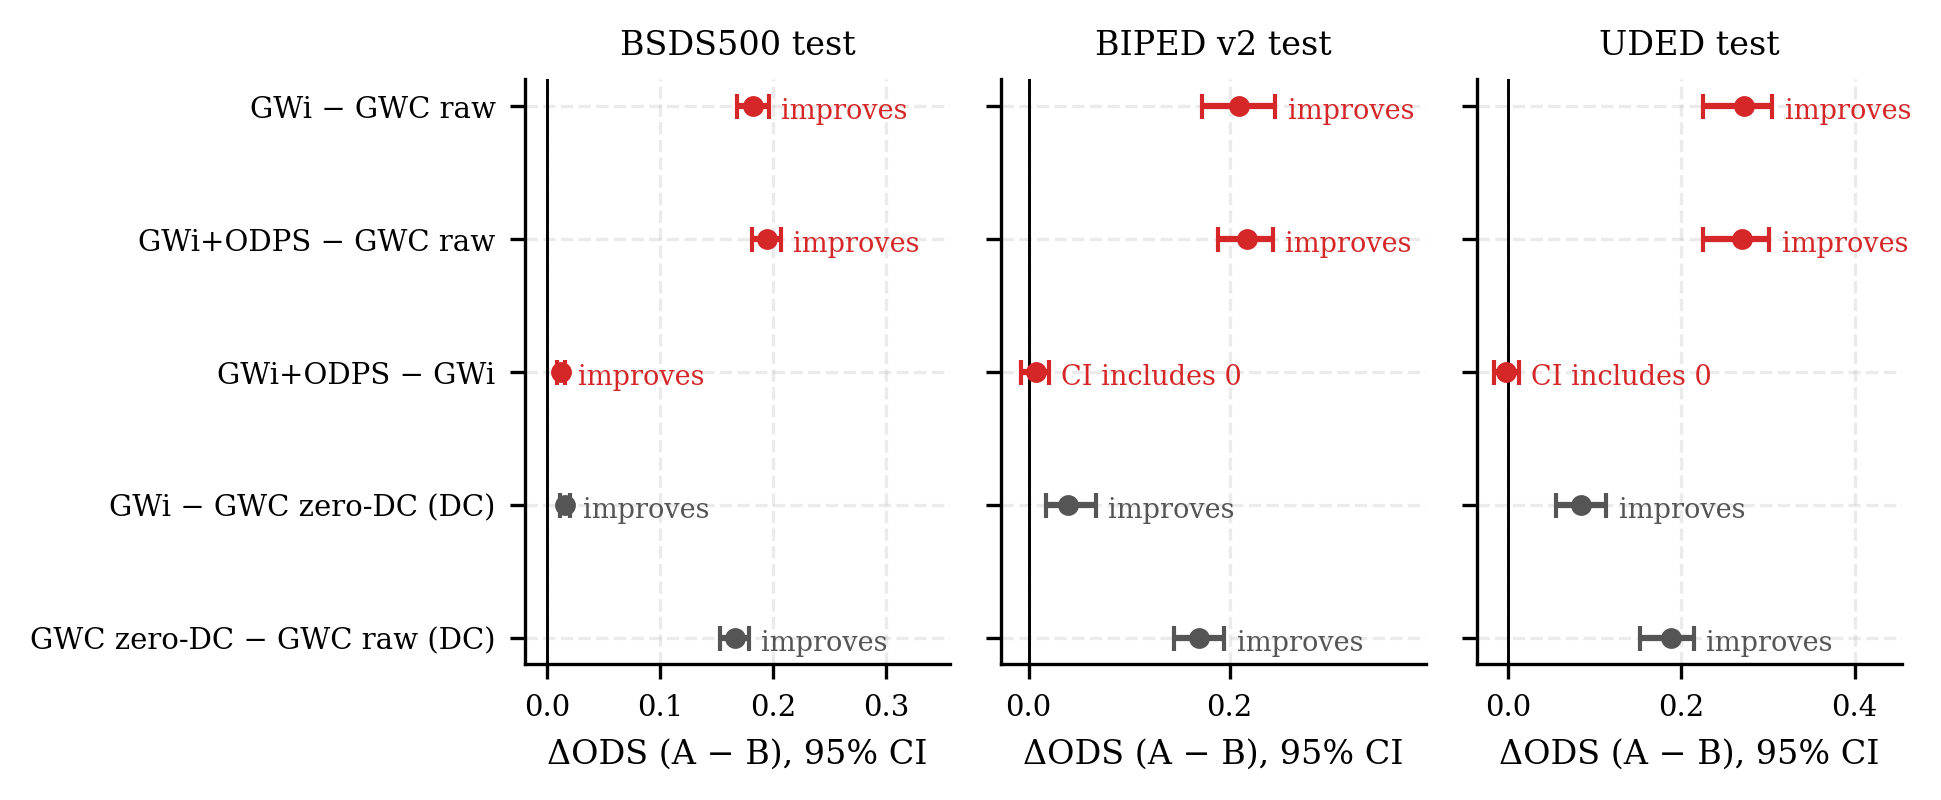 BSDS500 test
BIPED v2 test
UDED test
GWi − GWC raw
improves
improves
improves
GWi+ODPS − GWC raw
improves
improves
improves
GWi+ODPS − GWi
improves
CI includes 0
CI includes 0
GWi − GWC zero-DC (DC)
improves
improves
improves
GWC zero-DC − GWC raw (DC)
improves
improves
improves
0.0 0.1 0.2 0.3
0.0 0.2
0.0 0.2 0.4
ΔODS (A − B), 95% CI
ΔODS (A − B), 95% CI
ΔODS (A − B), 95% CI